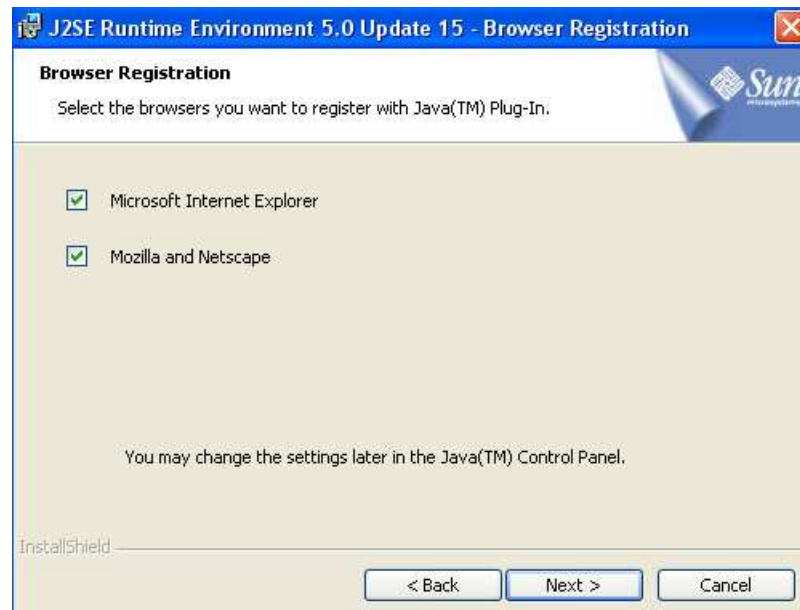 J2SE Runtime Environment 5.0 Update 15 - Browser Registration
Browser Registration
Select the browsers you want to register with Java(TM) Plug-In.
Sun
microsystems
Microsoft Internet Explorer
Mozilla and Netscape
You may change the settings later in the Java(TM) Control Panel.
InstallShield
< Back
Next >
Cancel